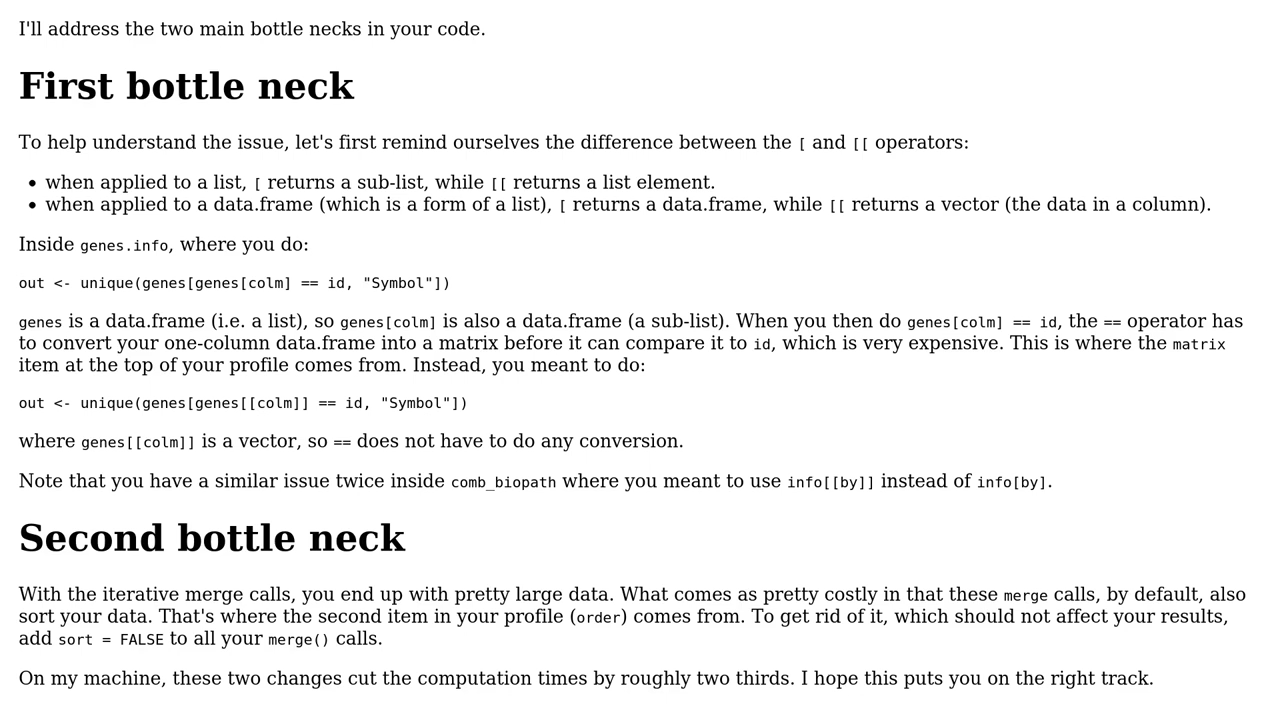 I'll address the two main bottle necks in your code.
First bottle neck
To help understand the issue, let's first remind ourselves the difference between the [ and [[ operators:
• when applied to a list, [ returns a sub-list, while [[ returns a list element.
• when applied to a data.frame (which is a form of a list), [ returns a data.frame, while [[ returns a vector (the data in a column).
Inside genes.info, where you do:
out <- unique(genes[genes[colm] == id, "Symbol"])
genes is a data.frame (i.e. a list), so genes[colm] is also a data.frame (a sub-list). When you then do genes[colm] == id, the == operator has
to convert your one-column data.frame into a matrix before it can compare it to id, which is very expensive. This is where the matrix
item at the top of your profile comes from. Instead, you meant to do:
out <- unique(genes[genes[[colm]] == id, "Symbol"])
where genes[[colm]] is a vector, so == does not have to do any conversion.
Note that you have a similar issue twice inside comb_biopath where you meant to use info[[by]] instead of info[by].
Second bottle neck
With the iterative merge calls, you end up with pretty large data. What comes as pretty costly in that these merge calls, by default, also
sort your data. That's where the second item in your profile (order) comes from. To get rid of it, which should not affect your results,
add sort = FALSE to all your merge() calls.
On my machine, these two changes cut the computation times by roughly two thirds. I hope this puts you on the right track.